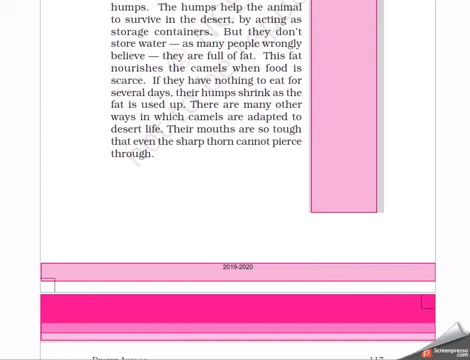 humps. The humps help the animal
to survive in the desert, by acting as
storage containers. But they don't
store water — as many people wrongly
believe — they are full of fat. This fat
nourishes the camels when food is
scarce. If they have nothing to eat for
several days, their humps shrink as the
fat is used up. There are many other
ways in which camels are adapted to
desert life. Their mouths are so tough
that even the sharp thorn cannot pierce
through.
2019-2020
Screenpresso
.com